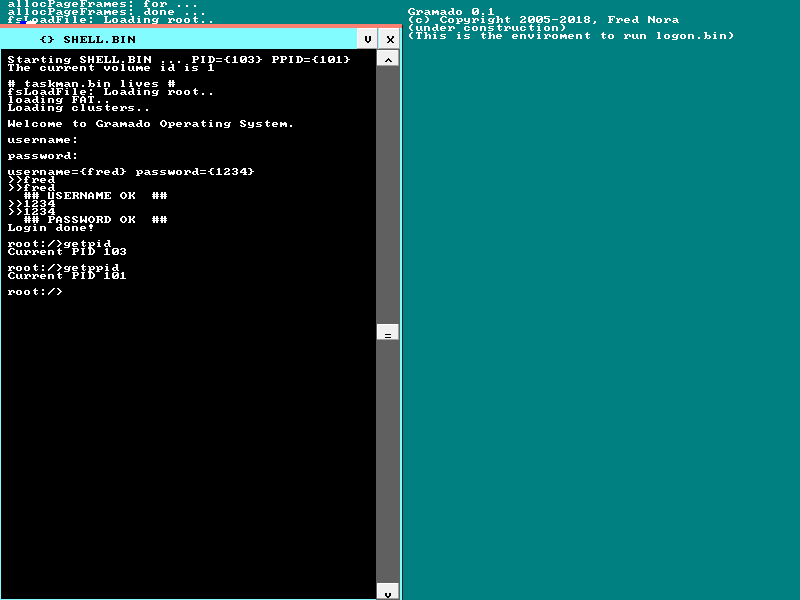 allocPageFrames: for ...
allocPageFrames: done ...
fsLoadFile: Loading root..
{} SHELL.BIN
V X
Starting SHELL.BIN ... PID={103} PPID={101}
The current volume id is 1
# taskman.bin lives #
fsLoadFile: Loading root..
loading FAT..
Loading clusters..
Welcome to Gramado Operating System.
username:
password:
username={fred} password={1234}
>>fred
>>fred
## USERNAME OK ##
>>1234
>>1234
## PASSWORD OK ##
Login done!
root:/>getpid
Current PID 103
root:/>getppid
Current PID 101
root:/>
^
=
v
Gramado 0.1
(c) Copyright 2005-2018, Fred Nora
(under construction)
(This is the enviroment to run logon.bin)